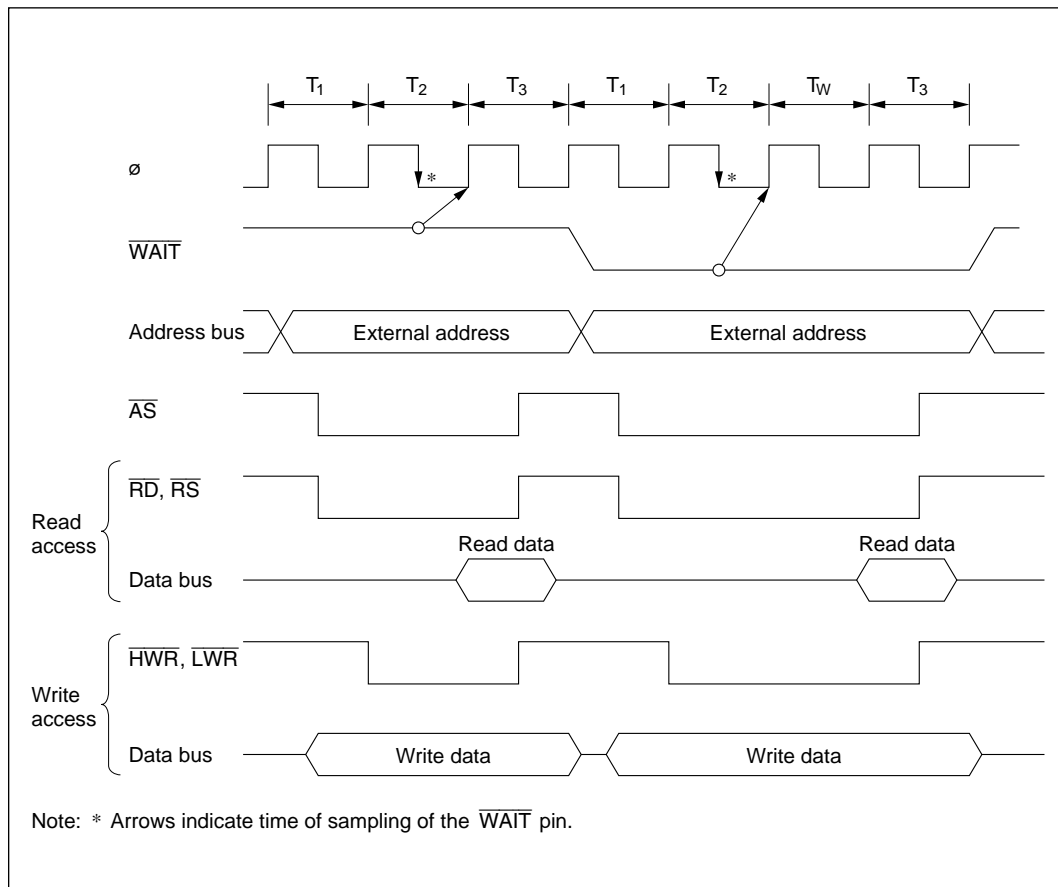 T1 T2 T3 T1 T2 TW T3
ø
* *
WAIT
Address bus External address External address
AS
RD, RS
Read access
Read data Read data
Data bus
HWR, LWR
Write access
Data bus Write data Write data
Note: * Arrows indicate time of sampling of the WAIT pin.